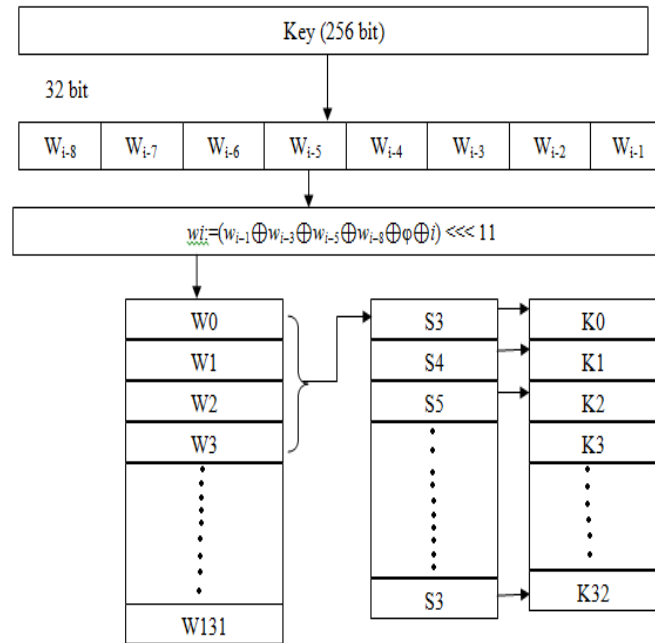 Key (256 bit)
32 bit
Wi-8 Wi-7 Wi-6 Wi-5 Wi-4 Wi-3 Wi-2 Wi-1
wi:=(wi−1⊕wi−3⊕wi−5⊕wi−8⊕φ⊕i) <<< 11
W0 S3 K0
W1 S4 K1
W2 S5 K2
W3 K3
S3 K32
W131